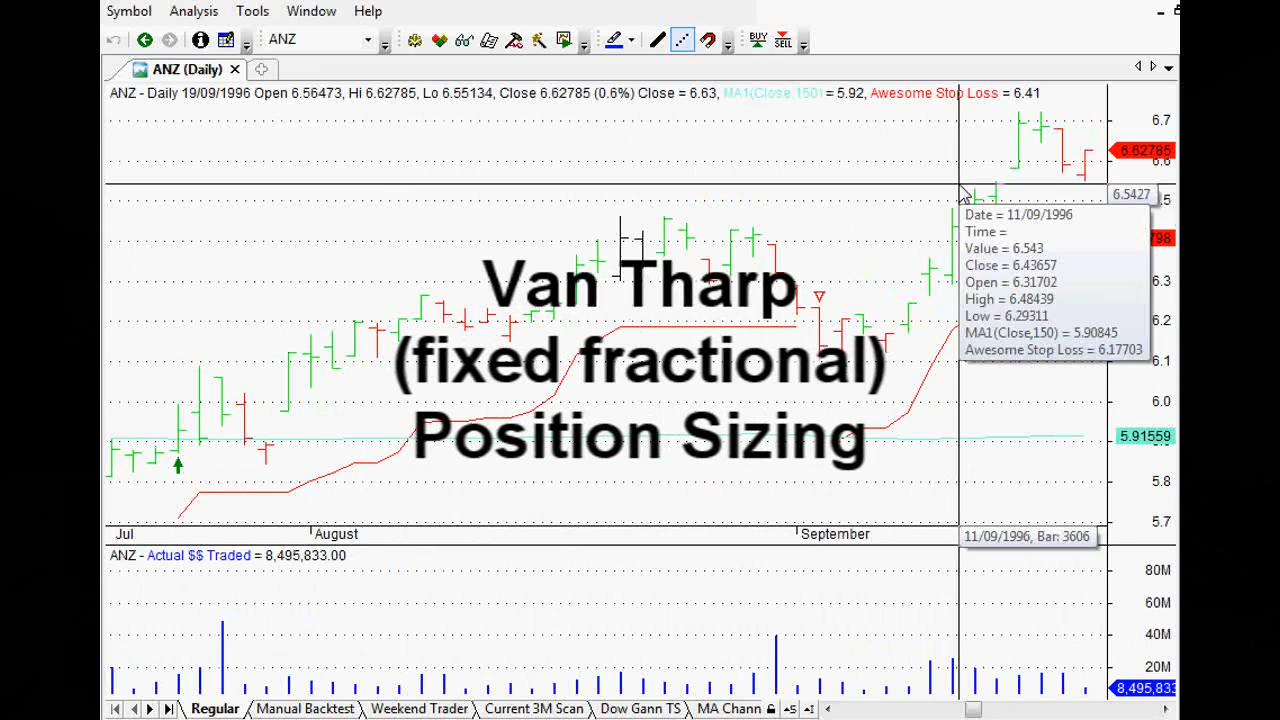 Symbol Analysis Tools Window Help
ANZ BUY SELL
ANZ (Daily)
ANZ - Daily 19/09/1996 Open 6.56473, Hi 6.62785, Lo 6.55134, Close 6.62785 (0.6%) Close = 6.63, MA1(Close,150) = 5.92, Awesome Stop Loss = 6.41
6.7
6.62785
6.6
6.5427
.5
798
6.3
6.2
6.1
6.0
5.91559
5.8
5.7
Date = 11/09/1996
Time =
Value = 6.543
Close = 6.43657
Open = 6.31702
High = 6.48439
Low = 6.29311
MA1(Close,150) = 5.90845
Awesome Stop Loss = 6.17703
Van Tharp
(fixed fractional)
Position Sizing
Jul August September
11/09/1996, Bar: 3606
ANZ - Actual $$ Traded = 8,495,833.00
80M
60M
40M
20M
8,495,833
Regular Manual Backtest Weekend Trader Current 3M Scan Dow Gann TS MA Chann